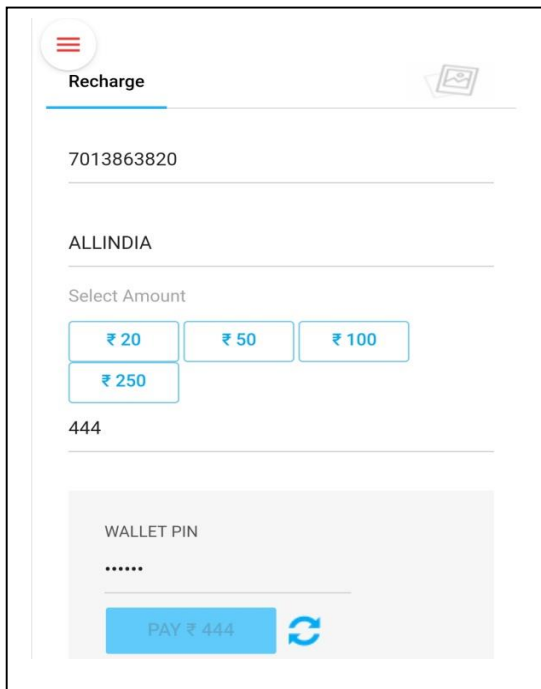 Recharge
7013863820
ALLINDIA
Select Amount
₹ 20 ₹ 50 ₹ 100
₹ 250
444
WALLET PIN
••••••
PAY ₹ 444